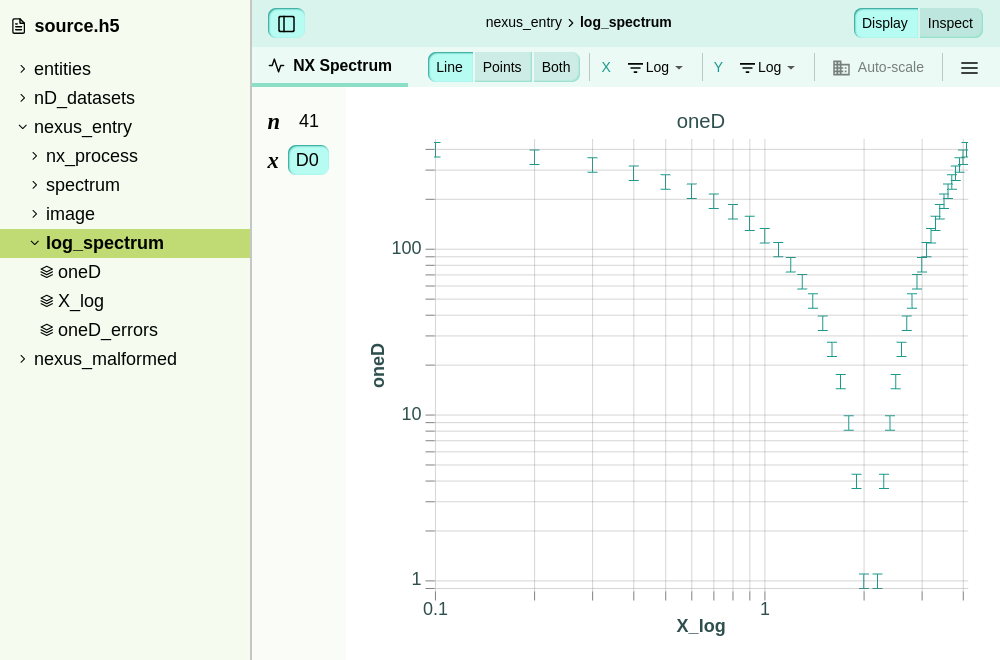 source.h5
entities
nD_datasets
nexus_entry
nx_process
spectrum
image
log_spectrum
oneD
X_log
oneD_errors
nexus_malformed
nexus_entry › log_spectrum
Display Inspect
NX Spectrum Line Points Both X Log Y Log Auto-scale
n 41
x D0
oneD
100
10
1
oneD
0.1 1
X_log